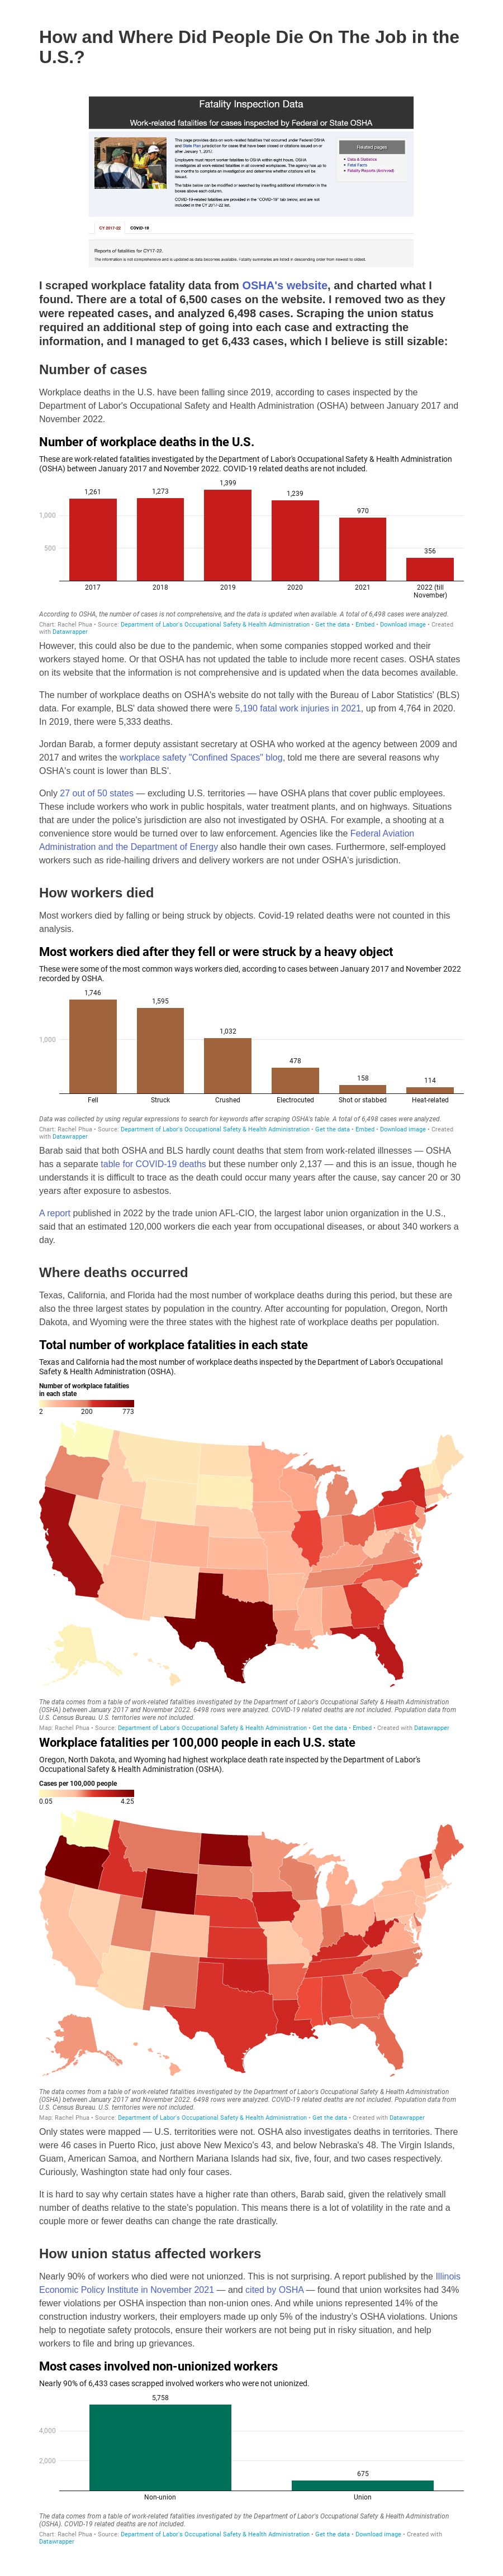 How and Where Did People Die On The Job in the
U.S.?
Fatality Inspection Data
Work-related fatalities for cases inspected by Federal or State OSHA
This page provides data on work-related fatalities that occurred under Federal OSHA
and State Plan jurisdiction for cases that have been closed or citations issued on or
after January 1, 2017.
Employers must report worker fatalities to OSHA within eight hours. OSHA
investigates all work-related fatalities in all covered workplaces. The agency has up to
six months to complete an investigation and determine whether citations will be
issued.
The table below can be modified or searched by inserting additional information in the
boxes above each column.
COVID-19-related fatalities are provided in the "COVID-19" tab below, and are not
included in the CY 2017-22 list.
Related pages
• Data & Statistics
• Fatal Facts
• Fatality Reports (Archived)
CY 2017-22 COVID-19
Reports of fatalities for CY17-22.
The information is not comprehensive and is updated as data becomes available. Fatality summaries are listed in descending order from newest to oldest.
I scraped workplace fatality data from OSHA's website, and charted what I
found. There are a total of 6,500 cases on the website. I removed two as they
were repeated cases, and analyzed 6,498 cases. Scraping the union status
required an additional step of going into each case and extracting the
information, and I managed to get 6,433 cases, which I believe is still sizable:
Number of cases
Workplace deaths in the U.S. have been falling since 2019, according to cases inspected by the
Department of Labor's Occupational Safety and Health Administration (OSHA) between January 2017 and
November 2022.
Number of workplace deaths in the U.S.
These are work-related fatalities investigated by the Department of Labor's Occupational Safety & Health Administration
(OSHA) between January 2017 and November 2022. COVID-19 related deaths are not included.
1,399
1,261
1,273
1,239
970
356
1,000
500
2017
2018
2019
2020
2021
2022 (till
November)
According to OSHA, the number of cases is not comprehensive, and the data is updated when available. A total of 6,498 cases were analyzed.
Chart: Rachel Phua • Source: Department of Labor's Occupational Safety & Health Administration • Get the data • Embed • Download image • Created
with Datawrapper
However, this could also be due to the pandemic, when some companies stopped worked and their
workers stayed home. Or that OSHA has not updated the table to include more recent cases. OSHA states
on its website that the information is not comprehensive and is updated when the data becomes available.
The number of workplace deaths on OSHA's website do not tally with the Bureau of Labor Statistics' (BLS)
data. For example, BLS' data showed there were 5,190 fatal work injuries in 2021, up from 4,764 in 2020.
In 2019, there were 5,333 deaths.
Jordan Barab, a former deputy assistant secretary at OSHA who worked at the agency between 2009 and
2017 and writes the workplace safety "Confined Spaces" blog, told me there are several reasons why
OSHA's count is lower than BLS'.
Only 27 out of 50 states — excluding U.S. territories — have OSHA plans that cover public employees.
These include workers who work in public hospitals, water treatment plants, and on highways. Situations
that are under the police's jurisdiction are also not investigated by OSHA. For example, a shooting at a
convenience store would be turned over to law enforcement. Agencies like the Federal Aviation
Administration and the Department of Energy also handle their own cases. Furthermore, self-employed
workers such as ride-hailing drivers and delivery workers are not under OSHA's jurisdiction.
How workers died
Most workers died by falling or being struck by objects. Covid-19 related deaths were not counted in this
analysis.
Most workers died after they fell or were struck by a heavy object
These were some of the most common ways workers died, according to cases between January 2017 and November 2022
recorded by OSHA.
1,746
1,595
1,032
478
158
114
1,000
Fell
Struck
Crushed
Electrocuted
Shot or stabbed
Heat-related
Data was collected by using regular expressions to search for keywords after scraping OSHA's table. A total of 6,498 cases were analyzed.
Chart: Rachel Phua • Source: Department of Labor's Occupational Safety & Health Administration • Get the data • Embed • Download image • Created
with Datawrapper
Barab said that both OSHA and BLS hardly count deaths that stem from work-related illnesses — OSHA
has a separate table for COVID-19 deaths but these number only 2,137 — and this is an issue, though he
understands it is difficult to trace as the death could occur many years after the cause, say cancer 20 or 30
years after exposure to asbestos.
A report published in 2022 by the trade union AFL-CIO, the largest labor union organization in the U.S.,
said that an estimated 120,000 workers die each year from occupational diseases, or about 340 workers a
day.
Where deaths occurred
Texas, California, and Florida had the most number of workplace deaths during this period, but these are
also the three largest states by population in the country. After accounting for population, Oregon, North
Dakota, and Wyoming were the three states with the highest rate of workplace deaths per population.
Total number of workplace fatalities in each state
Texas and California had the most number of workplace deaths inspected by the Department of Labor's Occupational
Safety & Health Administration (OSHA).
Number of workplace fatalities
in each state
2 200 773
The data comes from a table of work-related fatalities investigated by the Department of Labor's Occupational Safety & Health Adminstration
(OSHA) between January 2017 and November 2022. 6498 rows were analyzed. COVID-19 related deaths are not included. Population data from
U.S. Census Bureau. U.S. territories were not included.
Map: Rachel Phua • Source: Department of Labor's Occupational Safety & Health Administration • Get the data • Embed • Created with Datawrapper
Workplace fatalities per 100,000 people in each U.S. state
Oregon, North Dakota, and Wyoming had highest workplace death rate inspected by the Department of Labor's
Occupational Safety & Health Administration (OSHA).
Cases per 100,000 people
0.05 4.25
The data comes from a table of work-related fatalities investigated by the Department of Labor's Occupational Safety & Health Adminstration
(OSHA) between January 2017 and November 2022. 6498 rows were analyzed. COVID-19 related deaths are not included. Population data from
U.S. Census Bureau. U.S. territories were not included.
Map: Rachel Phua • Source: Department of Labor's Occupational Safety & Health Administration • Get the data • Created with Datawrapper
Only states were mapped — U.S. territories were not. OSHA also investigates deaths in territories. There
were 46 cases in Puerto Rico, just above New Mexico's 43, and below Nebraska's 48. The Virgin Islands,
Guam, American Samoa, and Northern Mariana Islands had six, five, four, and two cases respectively.
Curiously, Washington state had only four cases.
It is hard to say why certain states have a higher rate than others, Barab said, given the relatively small
number of deaths relative to the state's population. This means there is a lot of volatility in the rate and a
couple more or fewer deaths can change the rate drastically.
How union status affected workers
Nearly 90% of workers who died were not unionzed. This is not surprising. A report published by the Illinois
Economic Policy Institute in November 2021 — and cited by OSHA — found that union worksites had 34%
fewer violations per OSHA inspection than non-union ones. And while unions represented 14% of the
construction industry workers, their employers made up only 5% of the industry's OSHA violations. Unions
help to negotiate safety protocols, ensure their workers are not being put in risky situation, and help
workers to file and bring up grievances.
Most cases involved non-unionized workers
Nearly 90% of 6,433 cases scrapped involved workers who were not unionized.
5,758
675
4,000
2,000
Non-union
Union
The data comes from a table of work-related fatalities investigated by the Department of Labor's Occupational Safety & Health Administration
(OSHA). COVID-19 related deaths are not included.
Chart: Rachel Phua • Source: Department of Labor's Occupational Safety & Health Administration • Get the data • Download image • Created with
Datawrapper